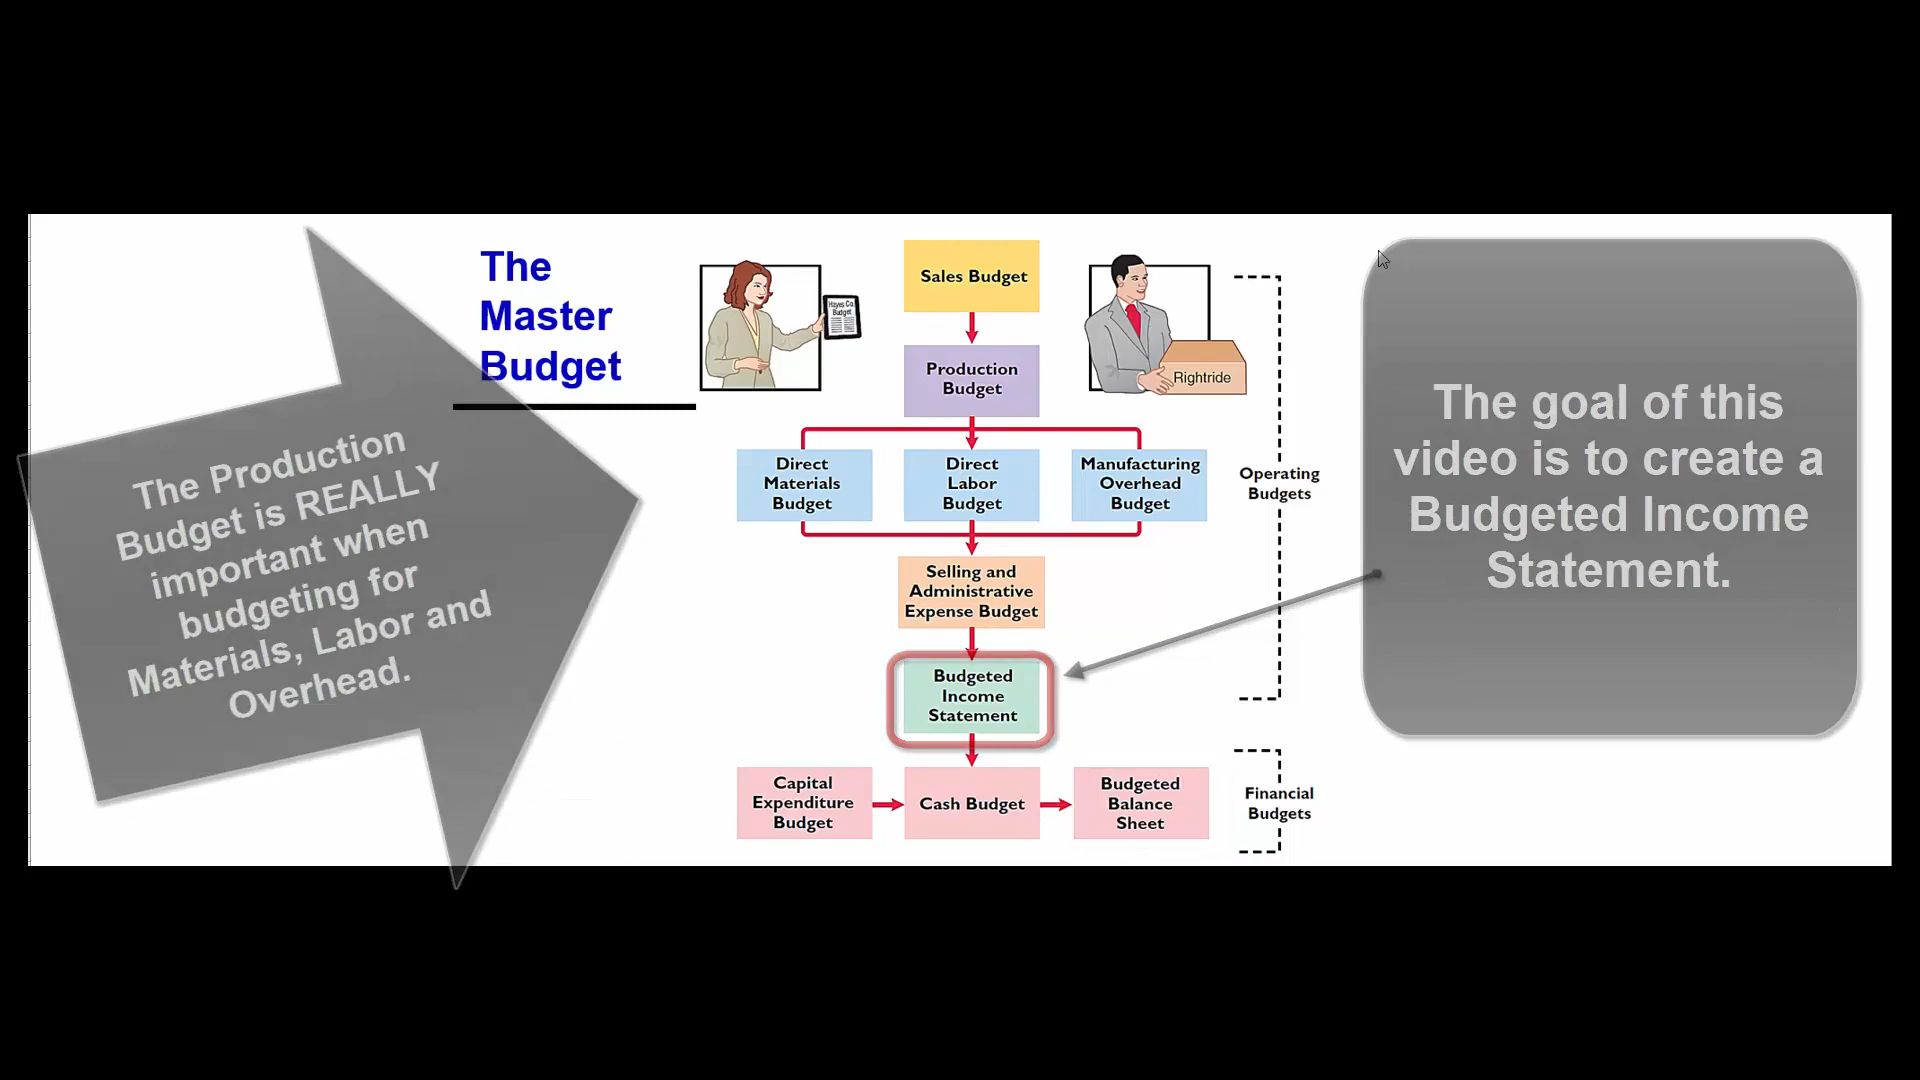 The
Master
Budget
The Production
Budget is REALLY
important when
budgeting for
Materials, Labor and
Overhead.
Hayes Co.
Budget
Sales Budget
Rightride
Production
Budget
Direct
Materials
Budget
Direct
Labor
Budget
Manufacturing
Overhead
Budget
Operating
Budgets
Selling and
Administrative
Expense Budget
Budgeted
Income
Statement
Capital
Expenditure
Budget
Cash Budget
Budgeted
Balance
Sheet
Financial
Budgets
The goal of this
video is to create a
Budgeted Income
Statement.